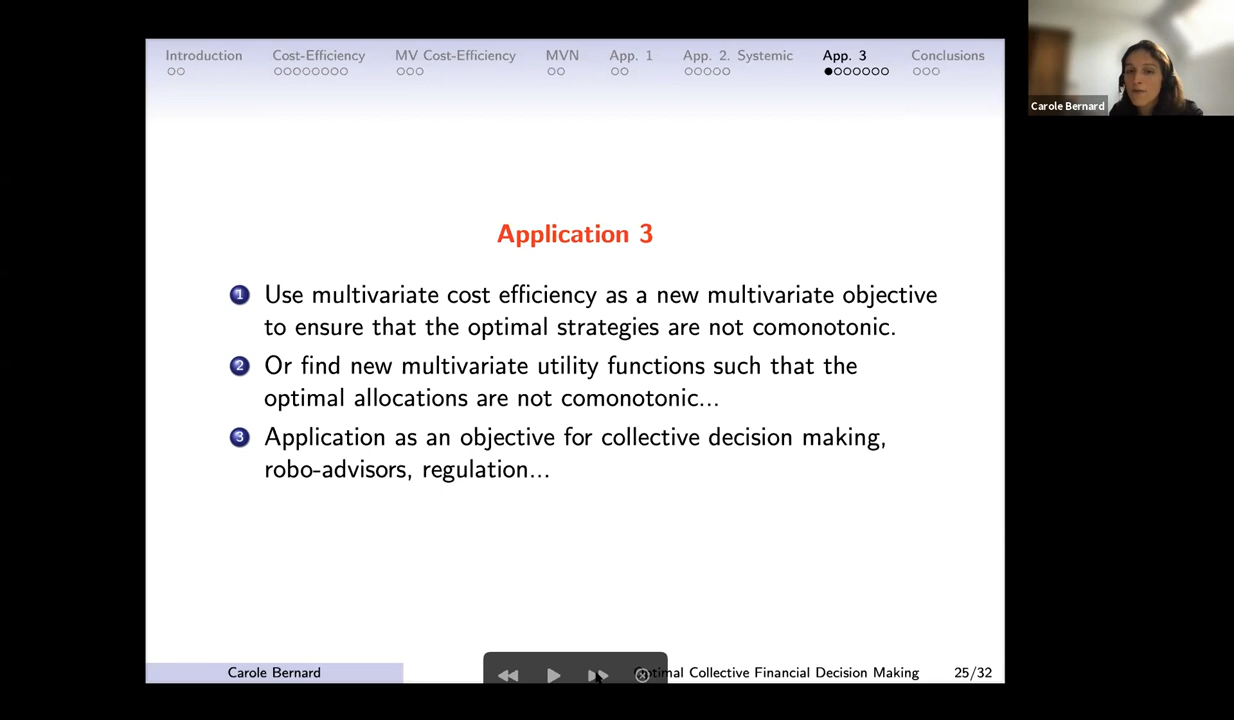 Introduction Cost-Efficiency MV Cost-Efficiency MVN App. 1 App. 2. Systemic App. 3 Conclusions
Carole Bernard
Application 3
1 Use multivariate cost efficiency as a new multivariate objective
to ensure that the optimal strategies are not comonotonic.
2 Or find new multivariate utility functions such that the
optimal allocations are not comonotonic...
3 Application as an objective for collective decision making,
robo-advisors, regulation...
Carole Bernard Collective Financial Decision Making 25/32